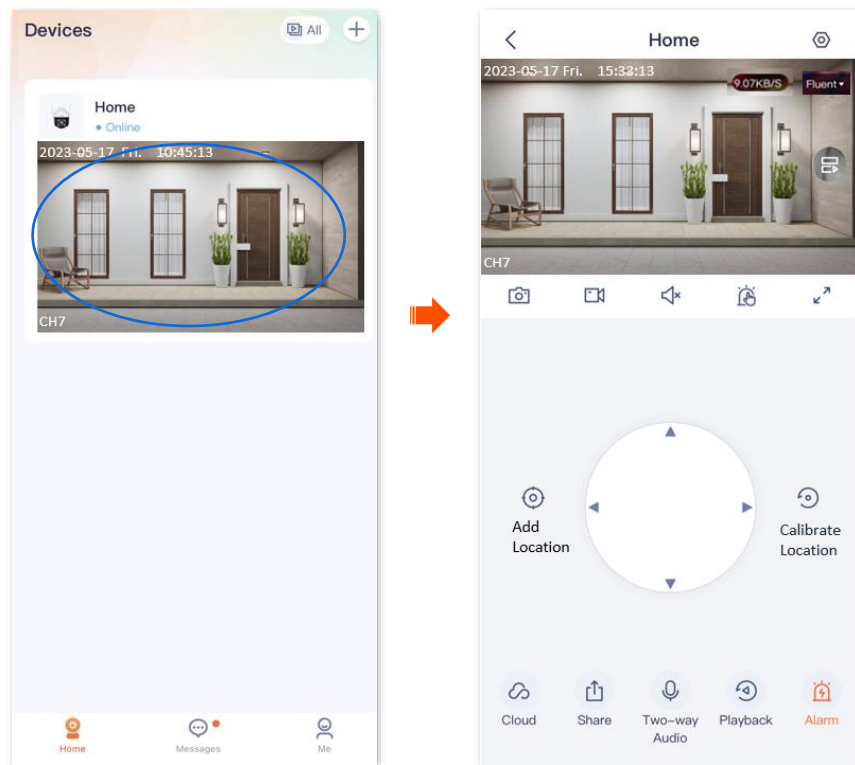 Devices
All
Home
Online
2023-05-17 Fri. 10:45:13
CH7
Home
Messages
Me
Home
2023-05-17 Fri. 15:33:13
9.07KB/S
Fluent
CH7
Add
Location
Calibrate
Location
Cloud
Share
Two-way
Audio
Playback
Alarm